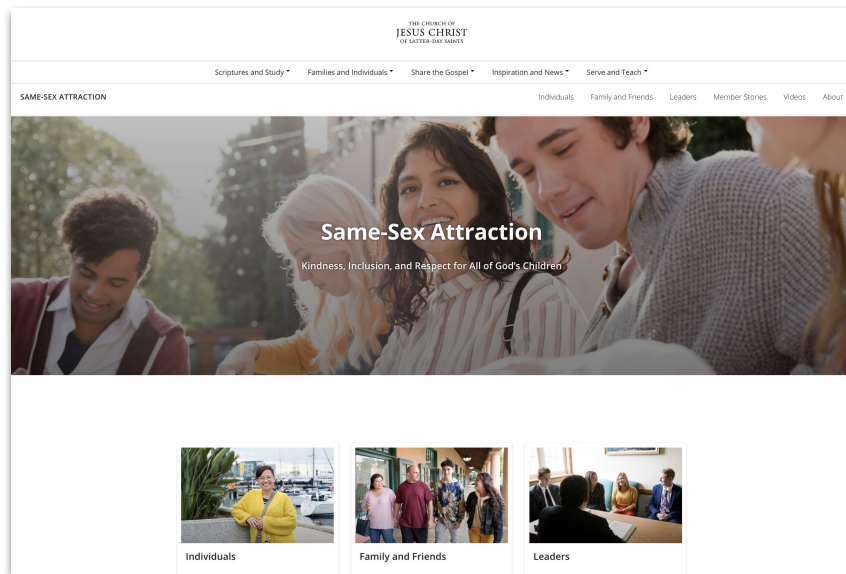 THE CHURCH OF
JESUS CHRIST
OF LATTER-DAY SAINTS
Scriptures and Study Families and Individuals Share the Gospel Inspiration and News Serve and Teach
SAME-SEX ATTRACTION Individuals Family and Friends Leaders Member Stories Videos About
Same-Sex Attraction
Kindness, Inclusion, and Respect for All of God's Children
Individuals Family and Friends Leaders